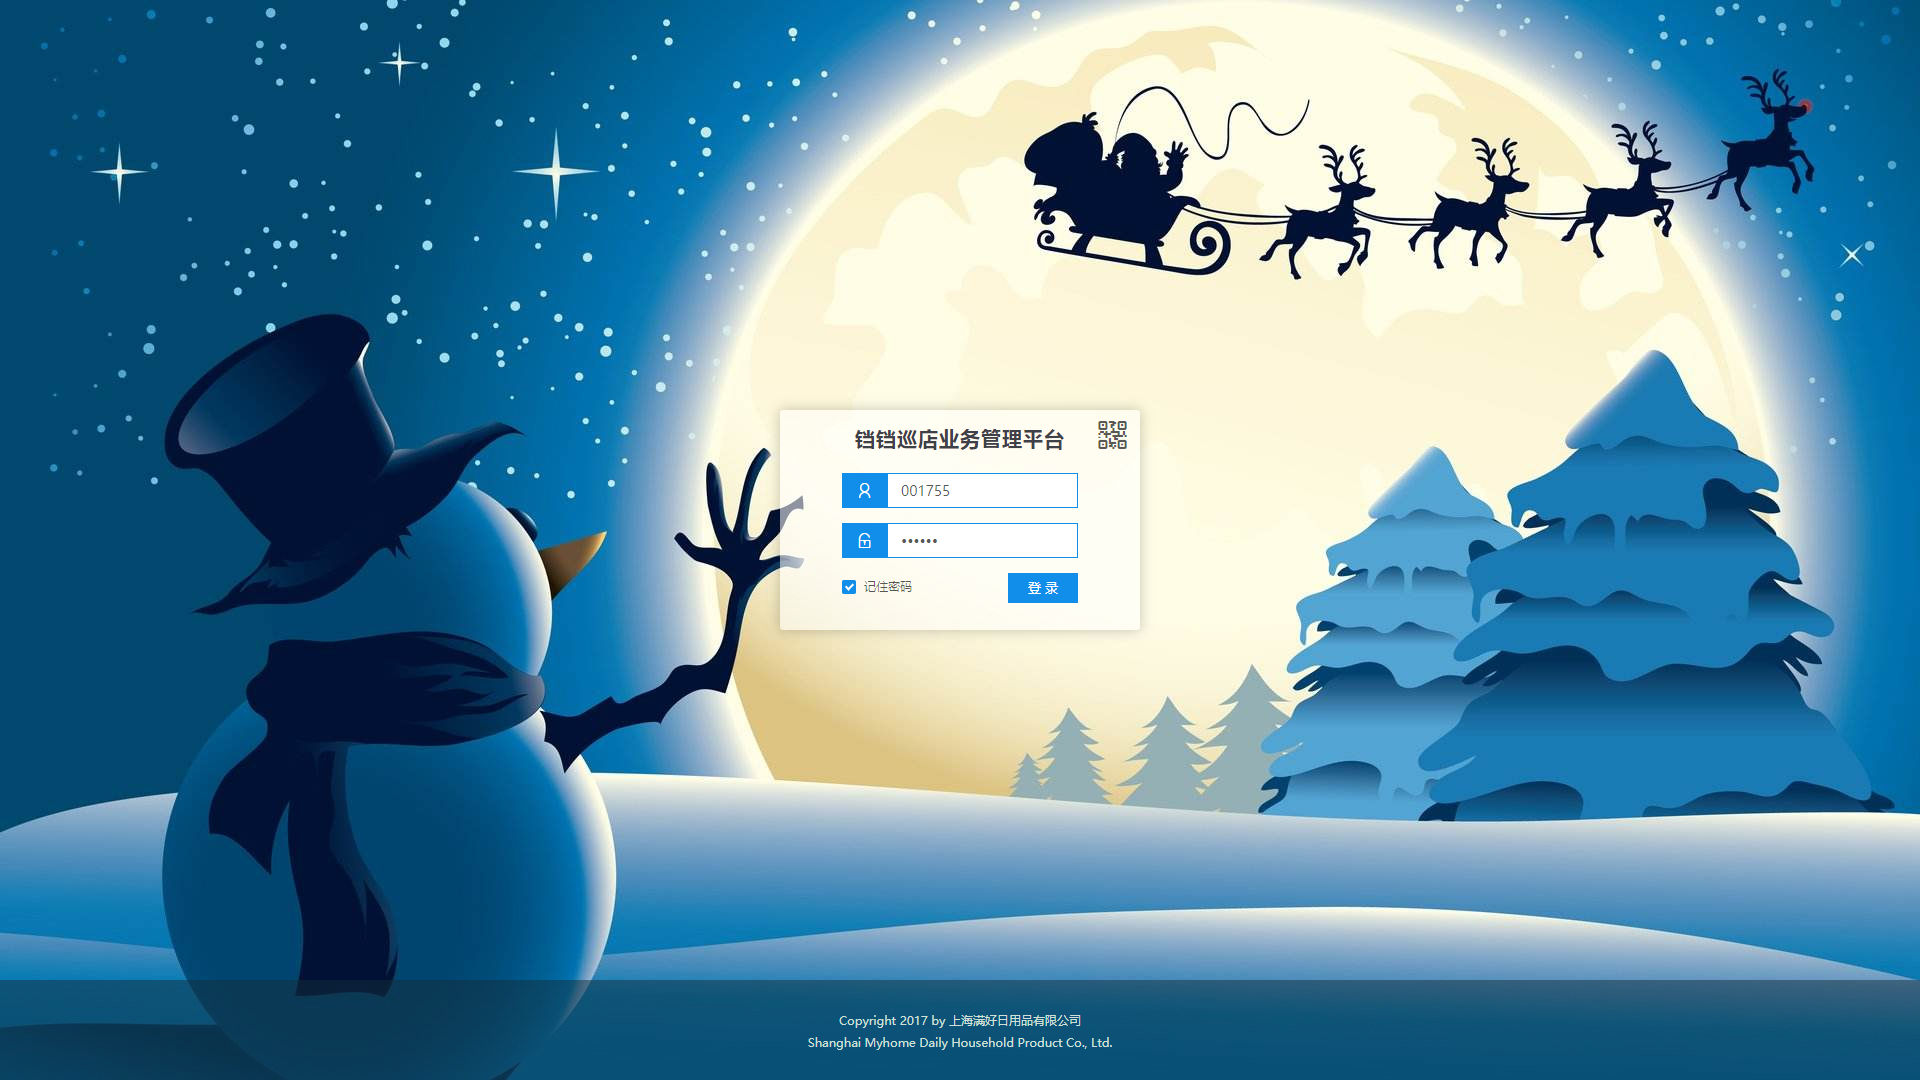 铛铛巡店业务管理平台
001755
••••••
记住密码
登 录
Copyright 2017 by 上海满好日用品有限公司
Shanghai Myhome Daily Household Product Co., Ltd.